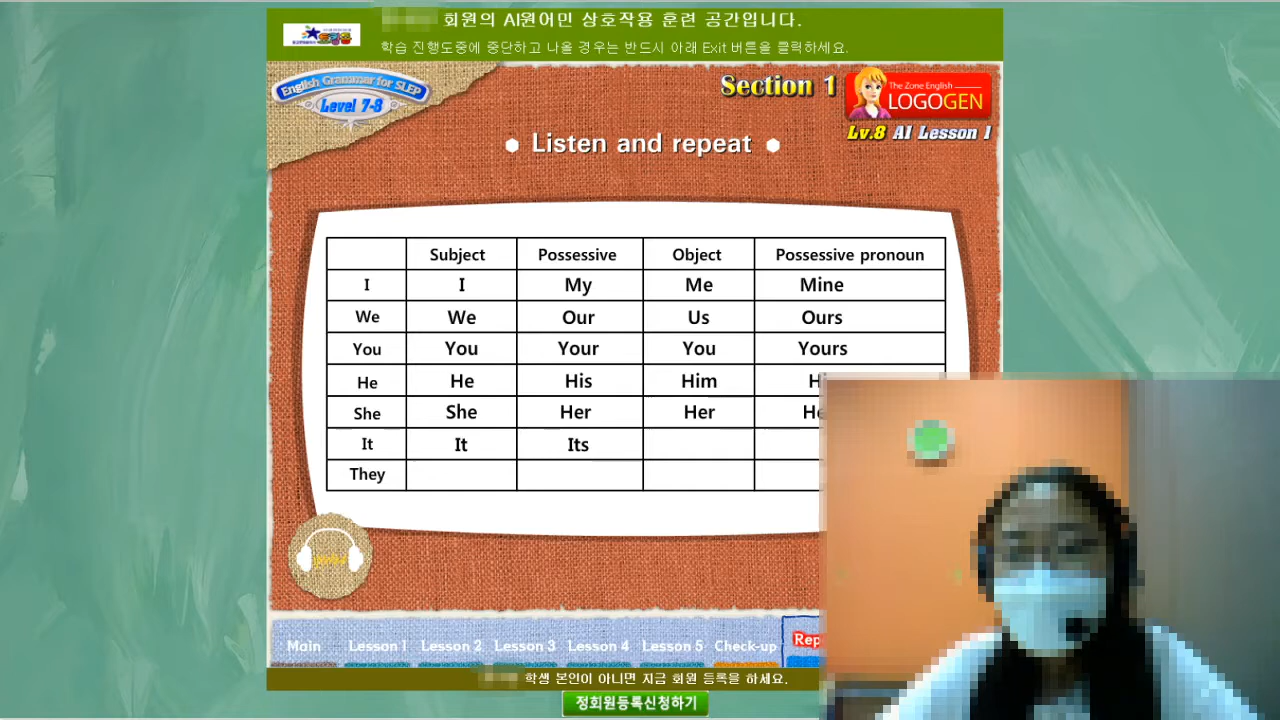 회원의 AI원어민 상호작용 훈련 공간입니다.
학습 진행도중에 중단하고 나올 경우는 반드시 아래 Exit 버튼을 클릭하세요.
English Grammar for SLEP
Level 7-8
Section 1
The Zone English
LOGOGEN
Lv.8 AI Lesson 1
Listen and repeat
Subject Possessive Object Possessive pronoun
I I My Me Mine
We We Our Us Ours
You You Your You Yours
He He His Him
She She Her Her
It It Its
They
Main Lesson 1 Lesson 2 Lesson 3 Lesson 4 Lesson 5 Check-up
학생 본인이 아니면 지금 회원 등록을 하세요.
정회원등록신청하기